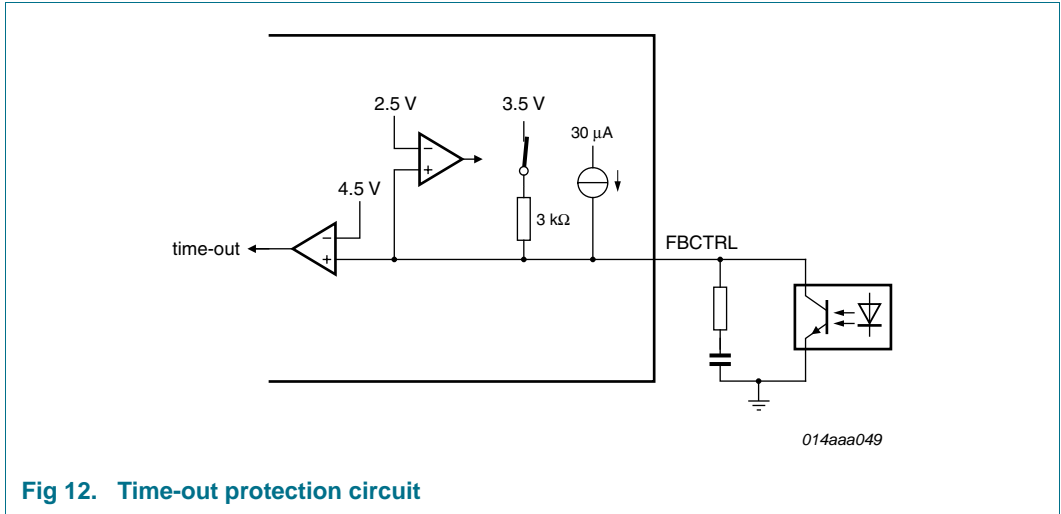 2.5 V
3.5 V
30 μA
4.5 V
3 kΩ
time-out
FBCTRL
014aaa049
Fig 12. Time-out protection circuit